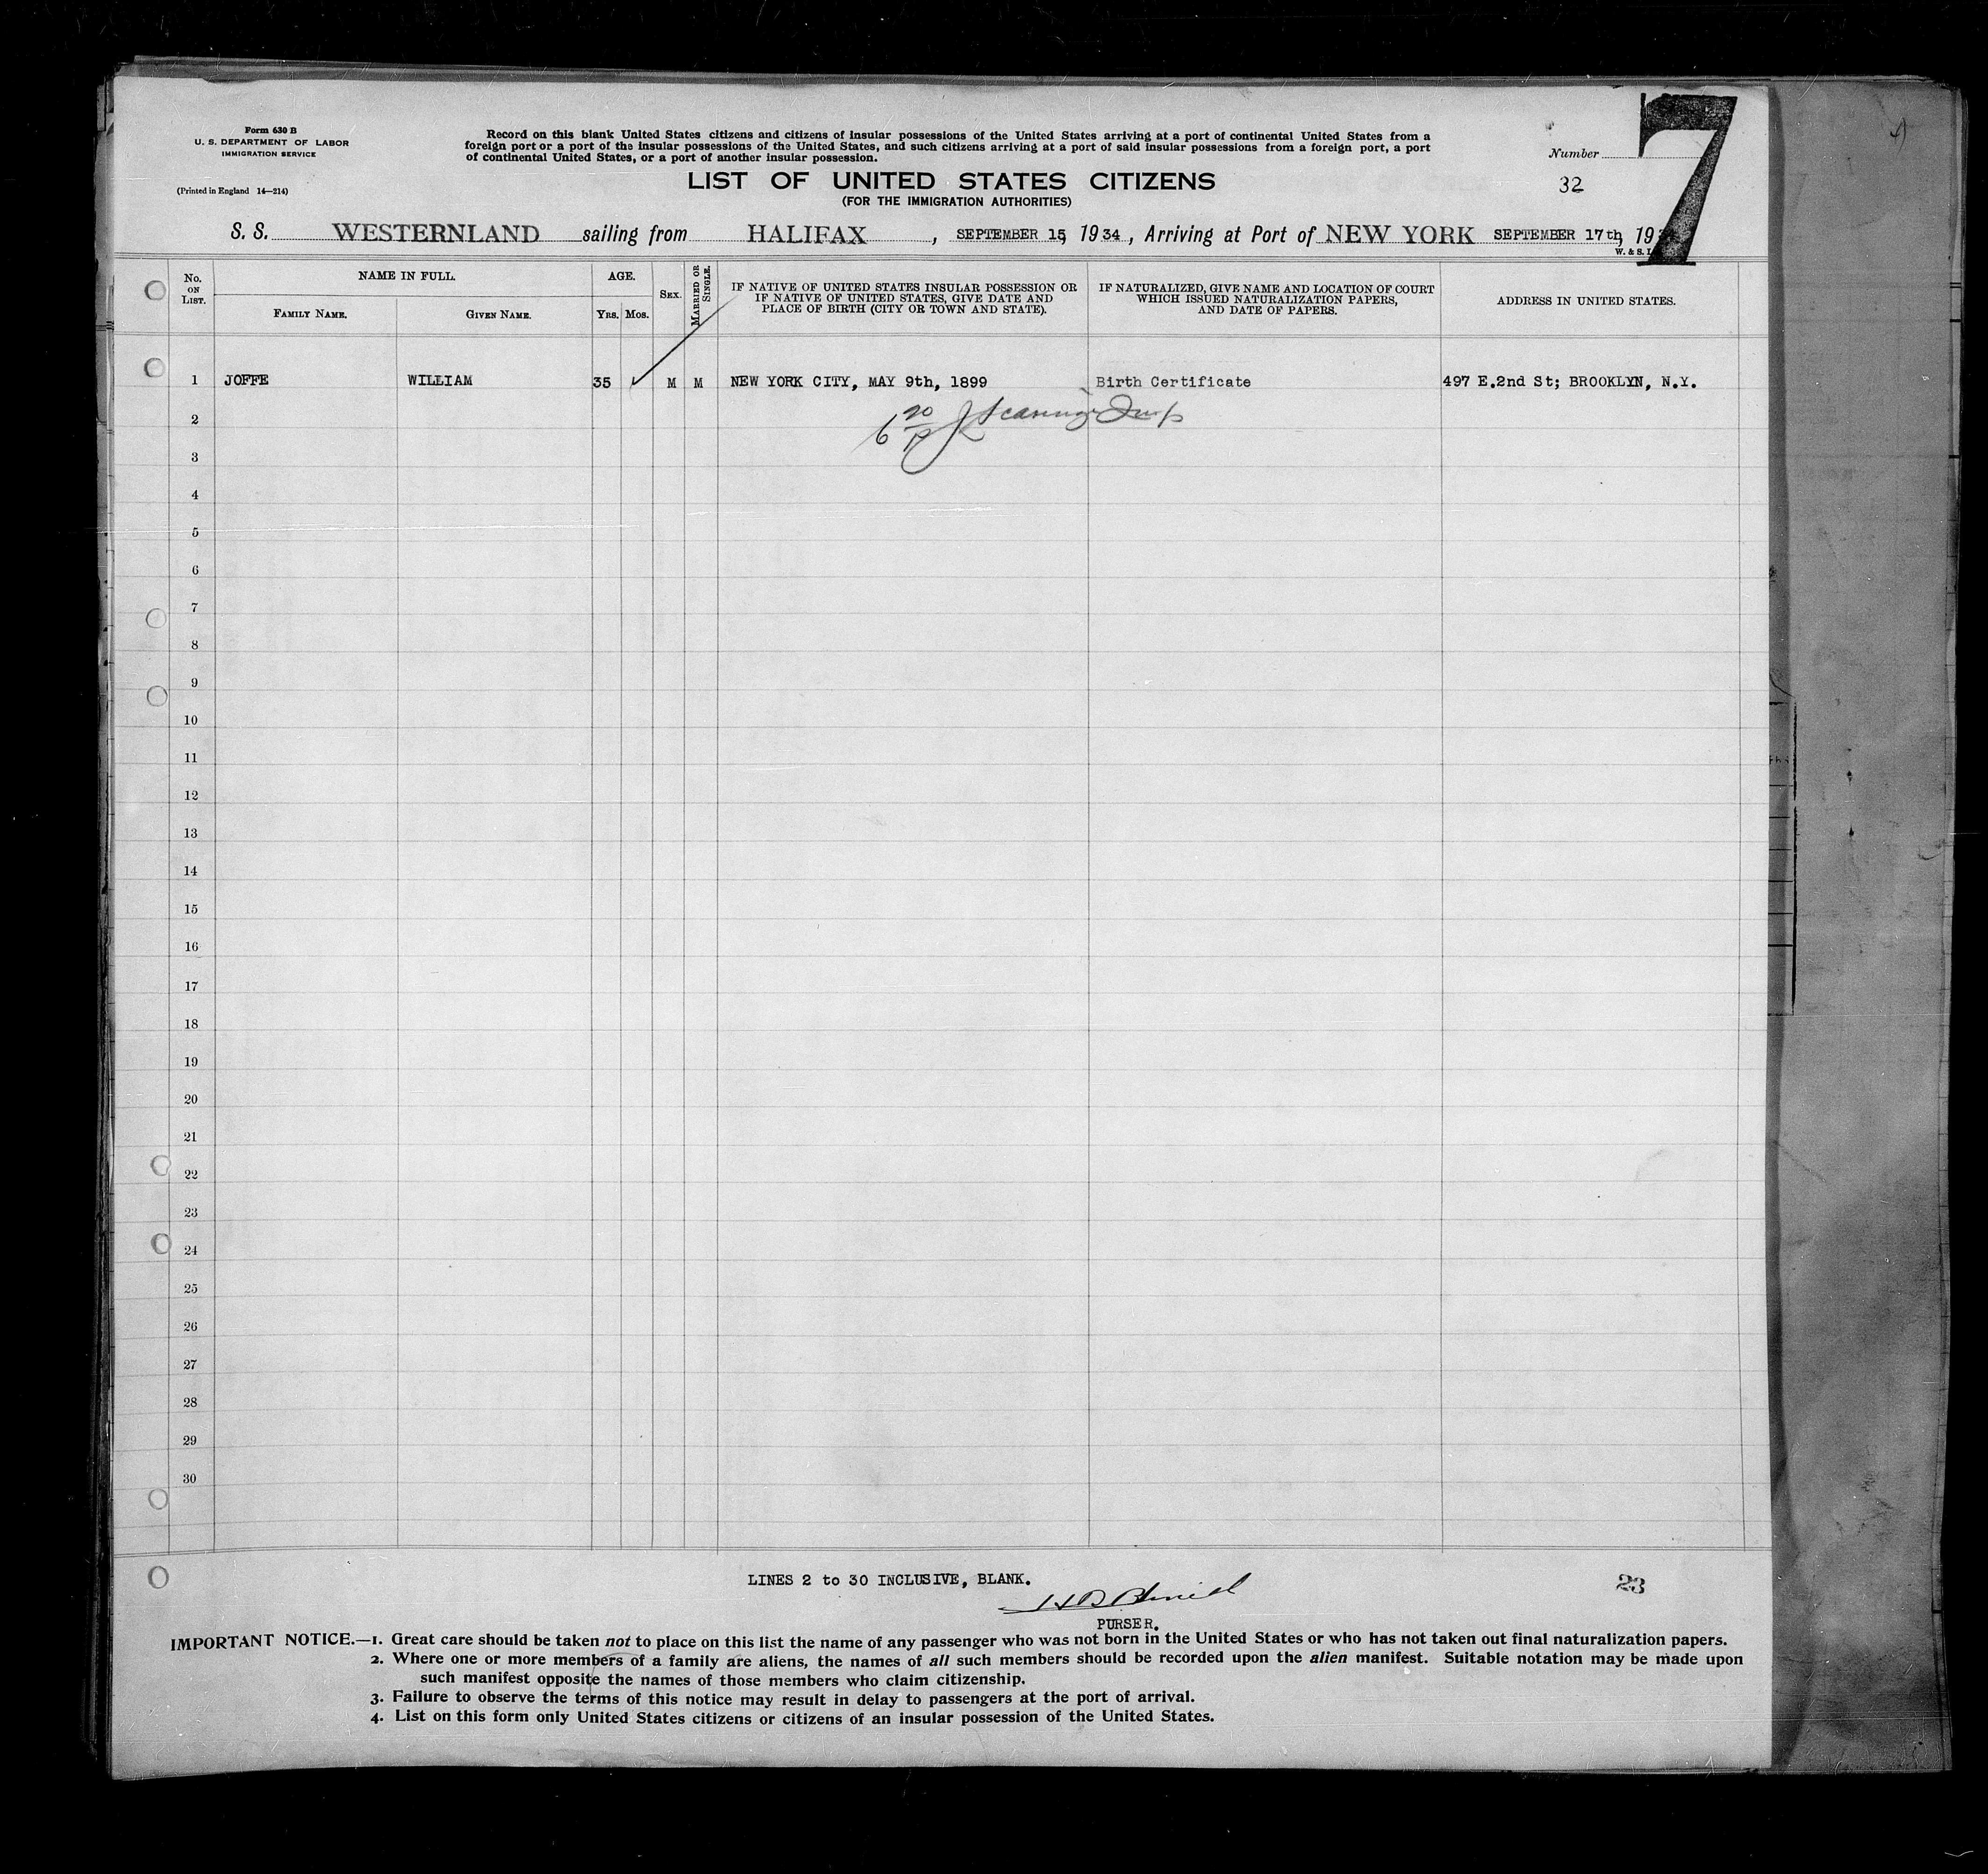 Form 630 B
U. S. DEPARTMENT OF LABOR
IMMIGRATION SERVICE
(Printed in England 14—214)
Record on this blank United States citizens and citizens of insular possessions of the United States arriving at a port of continental United States from a
foreign port or a port of the insular possessions of the United States, and such citizens arriving at a port of said insular possessions from a foreign port, a port
of continental United States, or a port of another insular possession.
LIST OF UNITED STATES CITIZENS
(FOR THE IMMIGRATION AUTHORITIES)
Number
7
32
S. S. WESTERNLAND sailing from HALIFAX, SEPTEMBER 15, 1934, Arriving at Port of NEW YORK SEPTEMBER 17th, 19
W. & S. L
No. ON LIST.
NAME IN FULL.
FAMILY NAME.
GIVEN NAME.
AGE.
YRS. MOS.
SEX.
MARRIED OR SINGLE.
IF NATIVE OF UNITED STATES INSULAR POSSESSION OR
IF NATIVE OF UNITED STATES, GIVE DATE AND
PLACE OF BIRTH (CITY OR TOWN AND STATE).
IF NATURALIZED, GIVE NAME AND LOCATION OF COURT
WHICH ISSUED NATURALIZATION PAPERS,
AND DATE OF PAPERS.
ADDRESS IN UNITED STATES.
1 JOFFE WILLIAM 35 M M NEW YORK CITY, MAY 9th, 1899 Birth Certificate 497 E.2nd St; BROOKLYN, N.Y.
2
3
4
5
6
7
8
9
10
11
12
13
14
15
16
17
18
19
20
21
22
23
24
25
26
27
28
29
30
LINES 2 to 30 INCLUSIVE, BLANK.
23
PURSER.
IMPORTANT NOTICE.—1. Great care should be taken not to place on this list the name of any passenger who was not born in the United States or who has not taken out final naturalization papers.
2. Where one or more members of a family are aliens, the names of all such members should be recorded upon the alien manifest. Suitable notation may be made upon
such manifest opposite the names of those members who claim citizenship.
3. Failure to observe the terms of this notice may result in delay to passengers at the port of arrival.
4. List on this form only United States citizens or citizens of an insular possession of the United States.